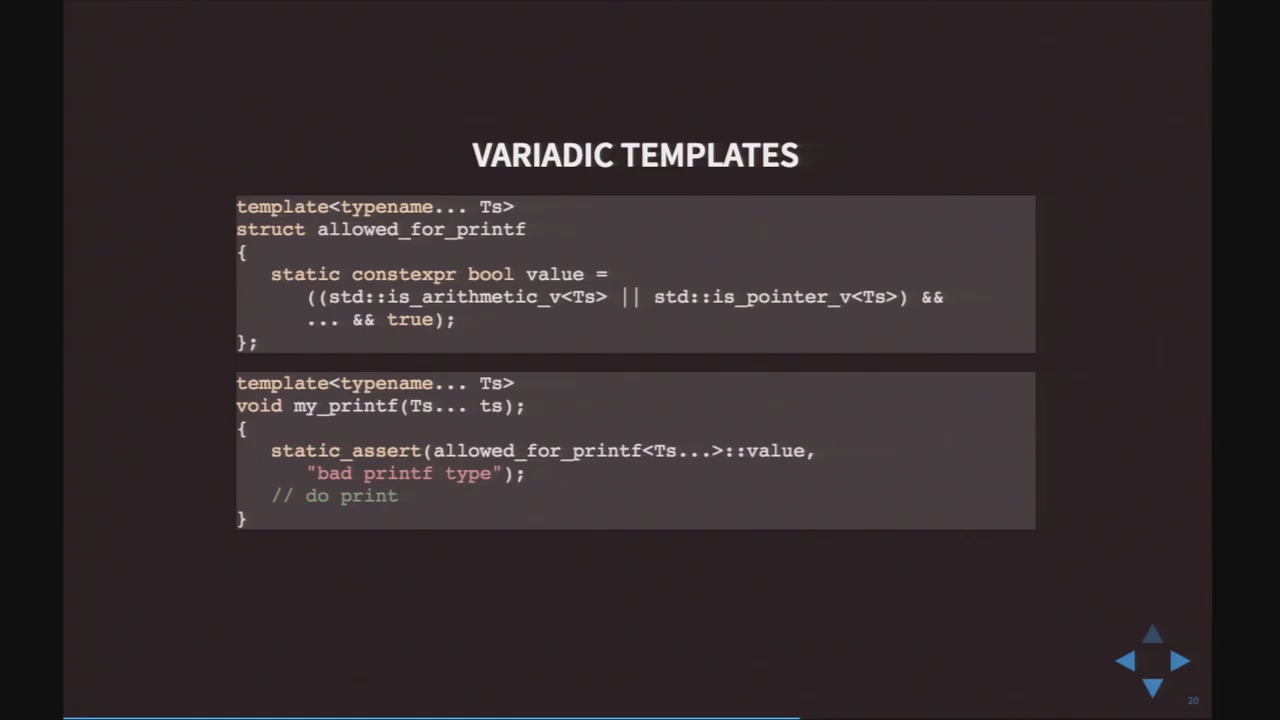 VARIADIC TEMPLATES
template<typename... Ts>
struct allowed_for_printf
{
static constexpr bool value =
((std::is_arithmetic_v<Ts> || std::is_pointer_v<Ts>) &&
... && true);
};
template<typename... Ts>
void my_printf(Ts... ts);
{
static_assert(allowed_for_printf<Ts...>::value,
"bad printf type");
// do print
}
20